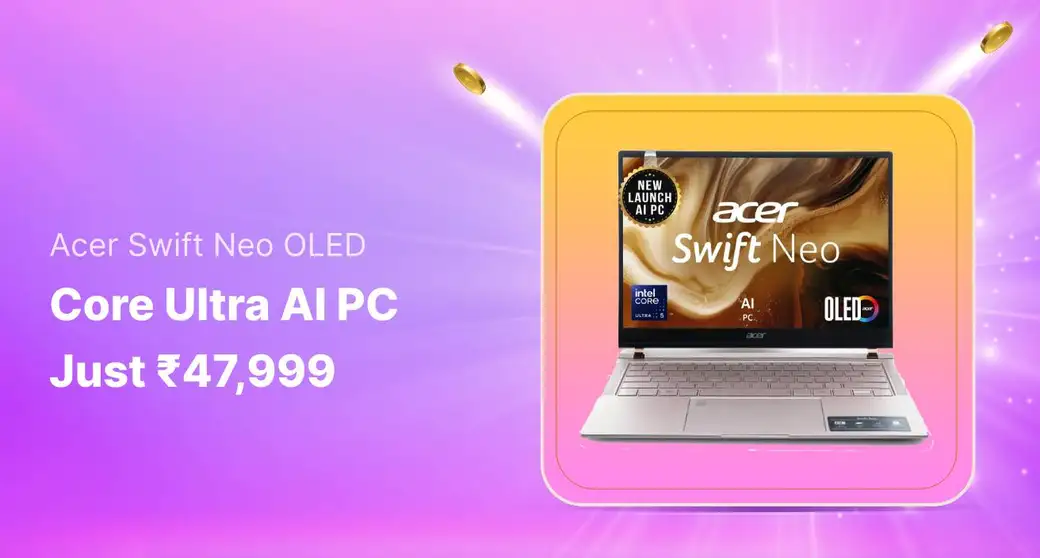 Acer Swift Neo OLED
Core Ultra AI PC
Just ₹47,999
NEW
LAUNCH
AI PC
acer
Swift Neo
intel
CORE
ULTRA 5
AI
PC
OLED
acer